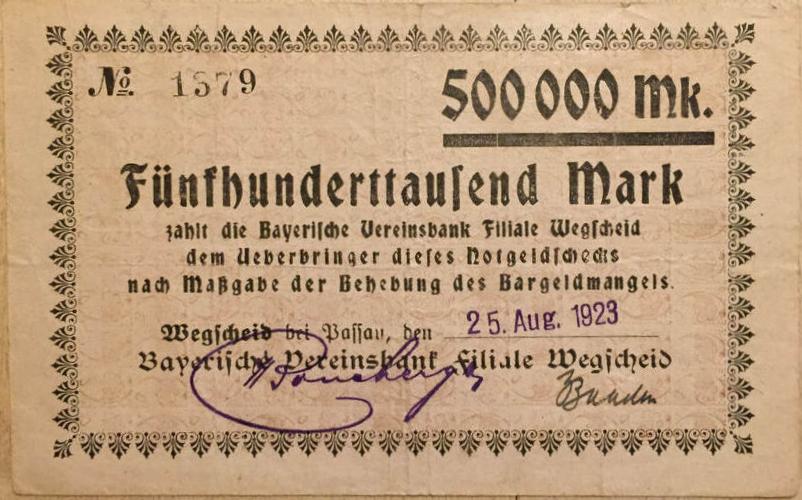 No. 1379
500 000 Mk.
Fünfhunderttausend Mark
zahlt die Bayerische Vereinsbank Filiale Wegscheid
dem Ueberbringer dieses Notgeldschecks
nach Maßgabe der Behebung des Bargeldmangels.
Wegscheid bei Passau, den 25. Aug. 1923
Bayerische Vereinsbank Filiale Wegscheid